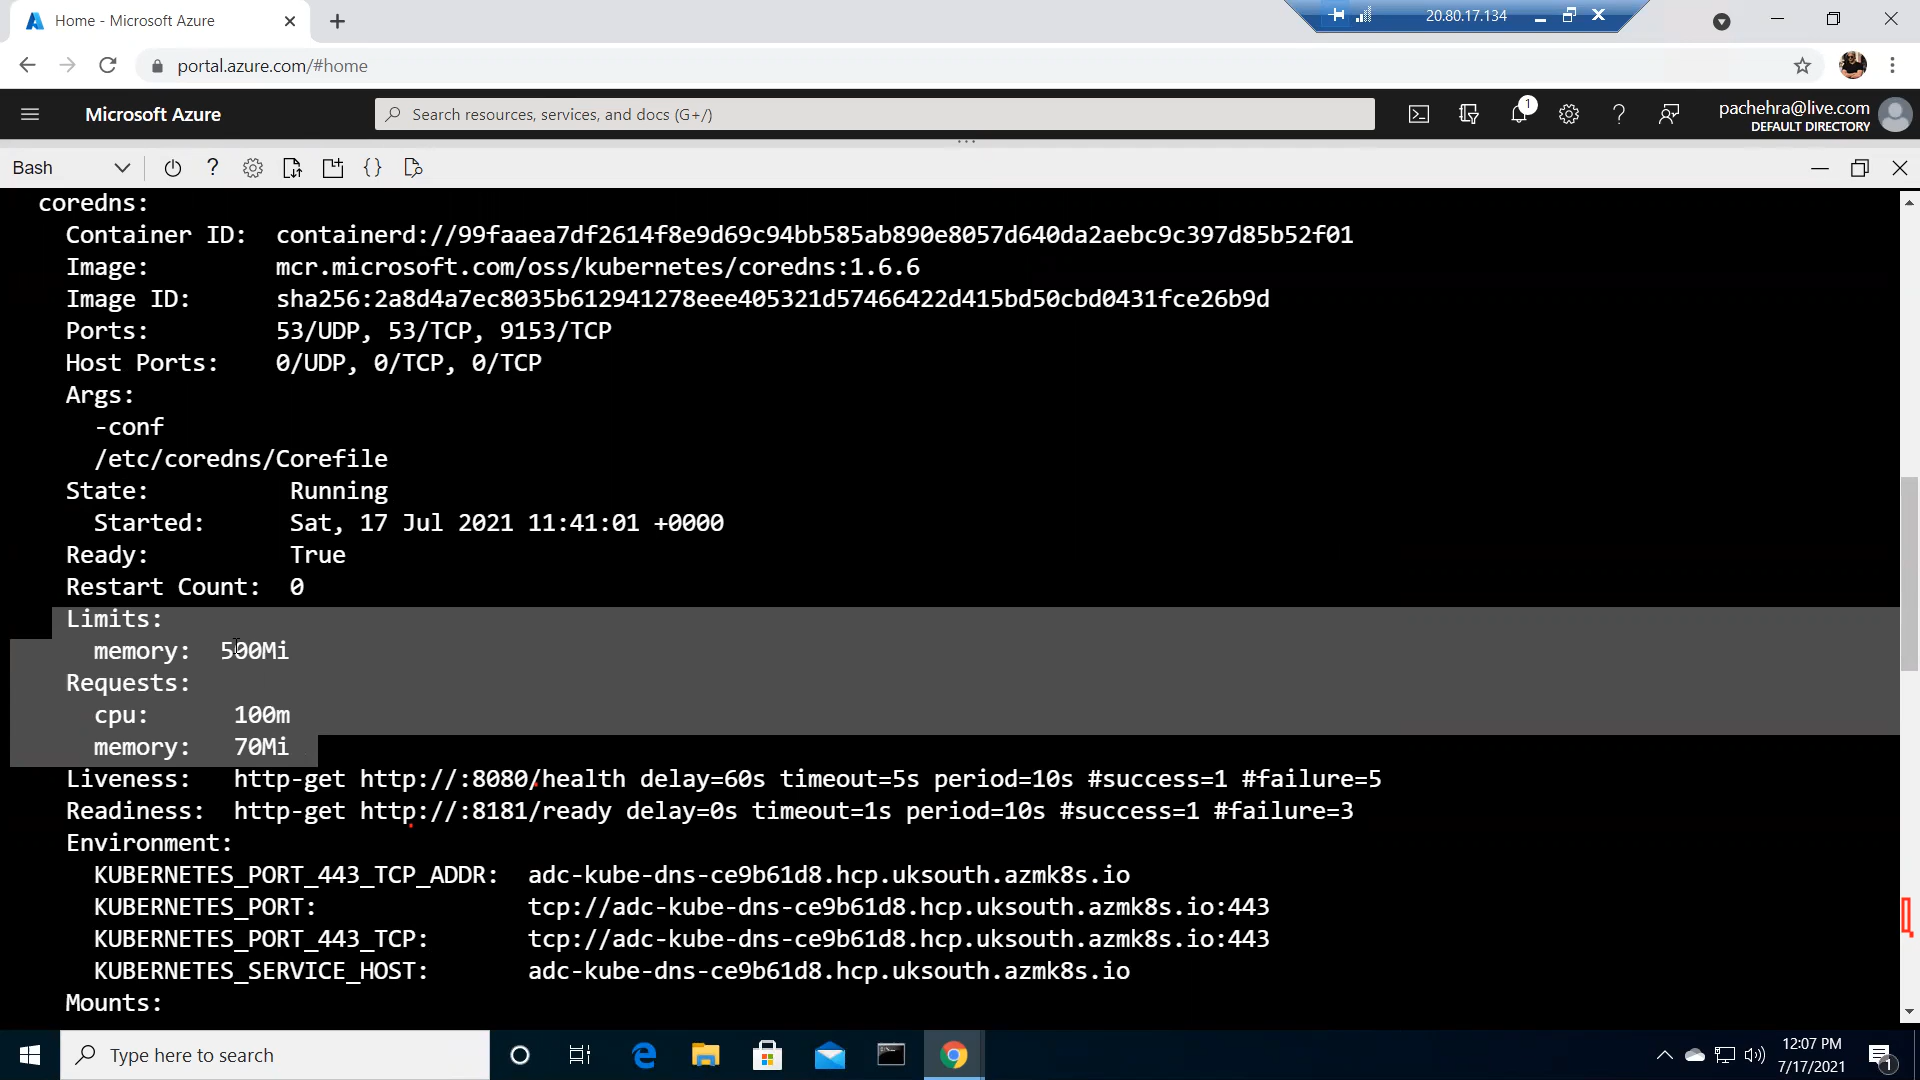 Home - Microsoft Azure
20.80.17.134
portal.azure.com/#home
Microsoft Azure
Search resources, services, and docs (G+/)
1
pachehra@live.com
DEFAULT DIRECTORY
Bash
coredns:
Container ID: containerd://99faaea7df2614f8e9d69c94bb585ab890e8057d640da2aebc9c397d85b52f01
Image: mcr.microsoft.com/oss/kubernetes/coredns:1.6.6
Image ID: sha256:2a8d4a7ec8035b612941278eee405321d57466422d415bd50cbd0431fce26b9d
Ports: 53/UDP, 53/TCP, 9153/TCP
Host Ports: 0/UDP, 0/TCP, 0/TCP
Args:
-conf
/etc/coredns/Corefile
State: Running
Started: Sat, 17 Jul 2021 11:41:01 +0000
Ready: True
Restart Count: 0
Limits:
memory: 500Mi
Requests:
cpu: 100m
memory: 70Mi
Liveness: http-get http://:8080/health delay=60s timeout=5s period=10s #success=1 #failure=5
Readiness: http-get http://:8181/ready delay=0s timeout=1s period=10s #success=1 #failure=3
Environment:
KUBERNETES_PORT_443_TCP_ADDR: adc-kube-dns-ce9b61d8.hcp.uksouth.azmk8s.io
KUBERNETES_PORT: tcp://adc-kube-dns-ce9b61d8.hcp.uksouth.azmk8s.io:443
KUBERNETES_PORT_443_TCP: tcp://adc-kube-dns-ce9b61d8.hcp.uksouth.azmk8s.io:443
KUBERNETES_SERVICE_HOST: adc-kube-dns-ce9b61d8.hcp.uksouth.azmk8s.io
Mounts:
Type here to search
12:07 PM
7/17/2021
1